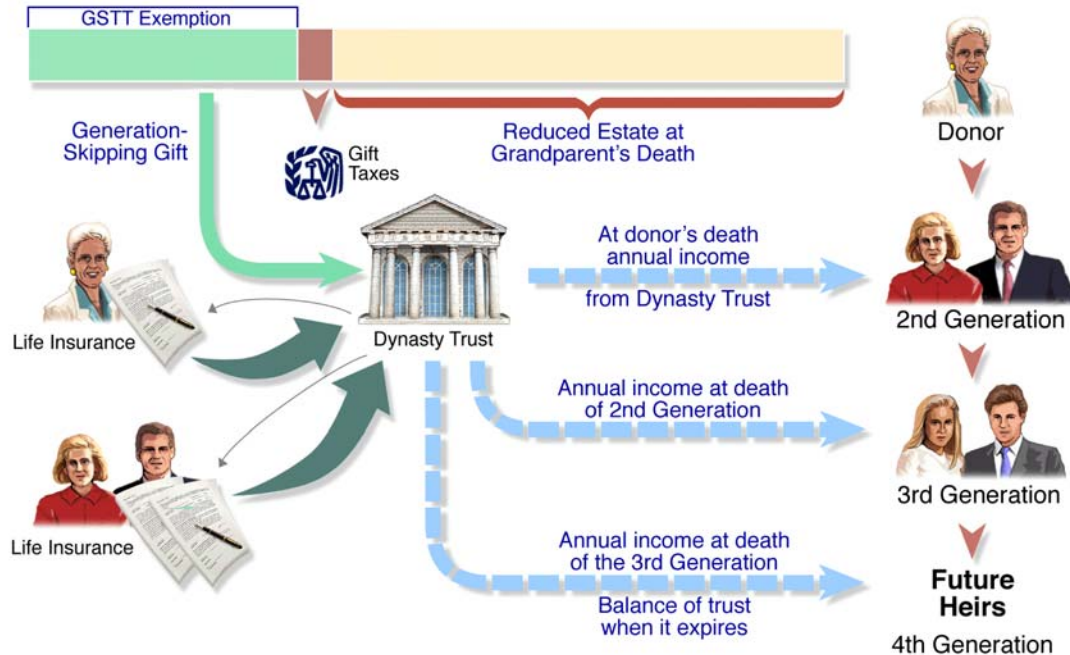 GSTT Exemption
Generation-
Skipping Gift
Gift
Taxes
Reduced Estate at
Grandparent's Death
Donor
Life Insurance
Dynasty Trust
At donor's death
annual income
from Dynasty Trust
2nd Generation
Life Insurance
Annual income at death
of 2nd Generation
3rd Generation
Annual income at death
of the 3rd Generation
Balance of trust
when it expires
Future
Heirs
4th Generation